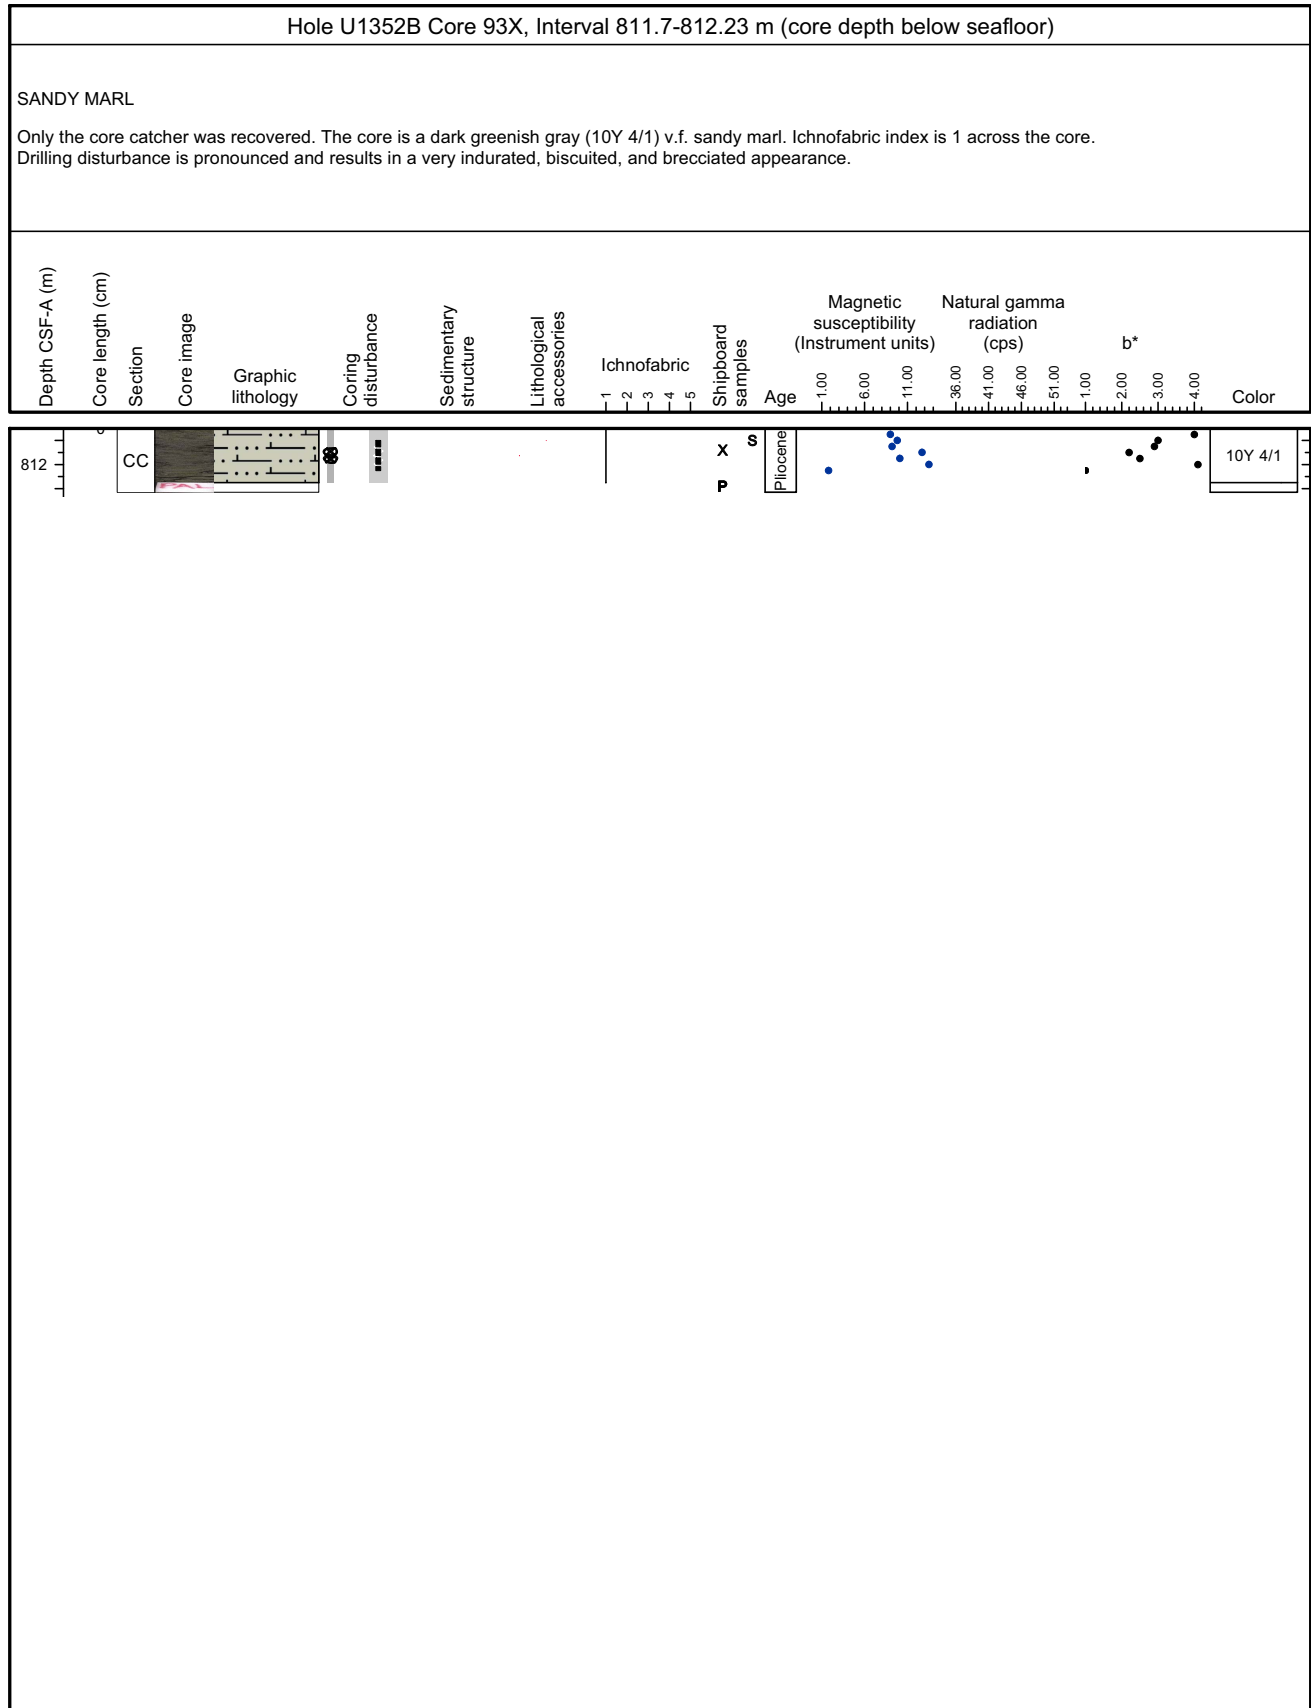 Hole U1352B Core 93X, Interval 811.7-812.23 m (core depth below seafloor)
SANDY MARL
Only the core catcher was recovered. The core is a dark greenish gray (10Y 4/1) v.f. sandy marl. Ichnofabric index is 1 across the core.
Drilling disturbance is pronounced and results in a very indurated, biscuited, and brecciated appearance.
Depth CSF-A (m)
Core length (cm)
Section
Core image
Graphic
lithology
Coring
disturbance
Sedimentary
structure
Lithological
accessories
Ichnofabric
1 2 3 4 5
Shipboard
samples
Age
Magnetic
susceptibility
(Instrument units)
1.00 6.00 11.00
Natural gamma
radiation
(cps)
36.00 41.00 46.00 51.00
b*
1.00 2.00 3.00 4.00
Color
812
CC
X
S
P
Pliocene
10Y 4/1